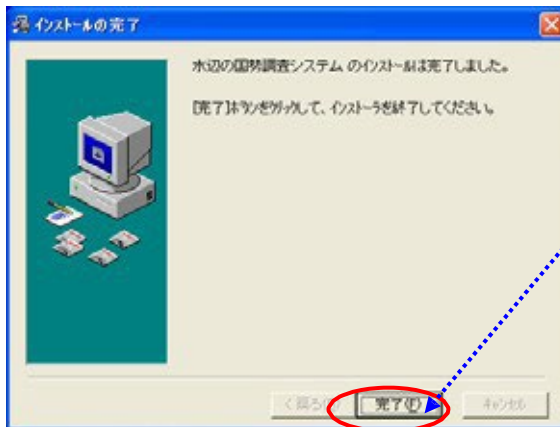 インストールの完了
水辺の国勢調査システム のインストールは完了しました。
[完了]ボタンをクリックして、インストーラを終了してください。
< 戻る(B)
完了(F)
キャンセル